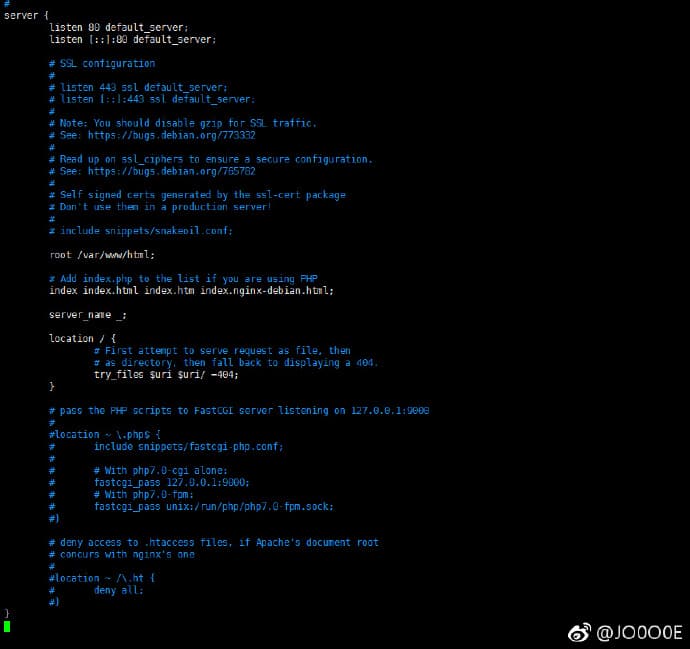 #
server {
listen 80 default_server;
listen [::]:80 default_server;
# SSL configuration
#
# listen 443 ssl default_server;
# listen [::]:443 ssl default_server;
#
# Note: You should disable gzip for SSL traffic.
# See: https://bugs.debian.org/773332
#
# Read up on ssl_ciphers to ensure a secure configuration.
# See: https://bugs.debian.org/765782
#
# Self signed certs generated by the ssl-cert package
# Don't use them in a production server!
#
# include snippets/snakeoil.conf;
root /var/www/html;
# Add index.php to the list if you are using PHP
index index.html index.htm index.nginx-debian.html;
server_name _;
location / {
# First attempt to serve request as file, then
# as directory, then fall back to displaying a 404.
try_files $uri $uri/ =404;
}
# pass the PHP scripts to FastCGI server listening on 127.0.0.1:9000
#
#location ~ \.php$ {
# include snippets/fastcgi-php.conf;
#
# # With php7.0-cgi alone:
# fastcgi_pass 127.0.0.1:9000;
# # With php7.0-fpm:
# fastcgi_pass unix:/run/php/php7.0-fpm.sock;
#}
# deny access to .htaccess files, if Apache's document root
# concurs with nginx's one
#
#location ~ /\.ht {
# deny all;
#}
}
@JO0O0E